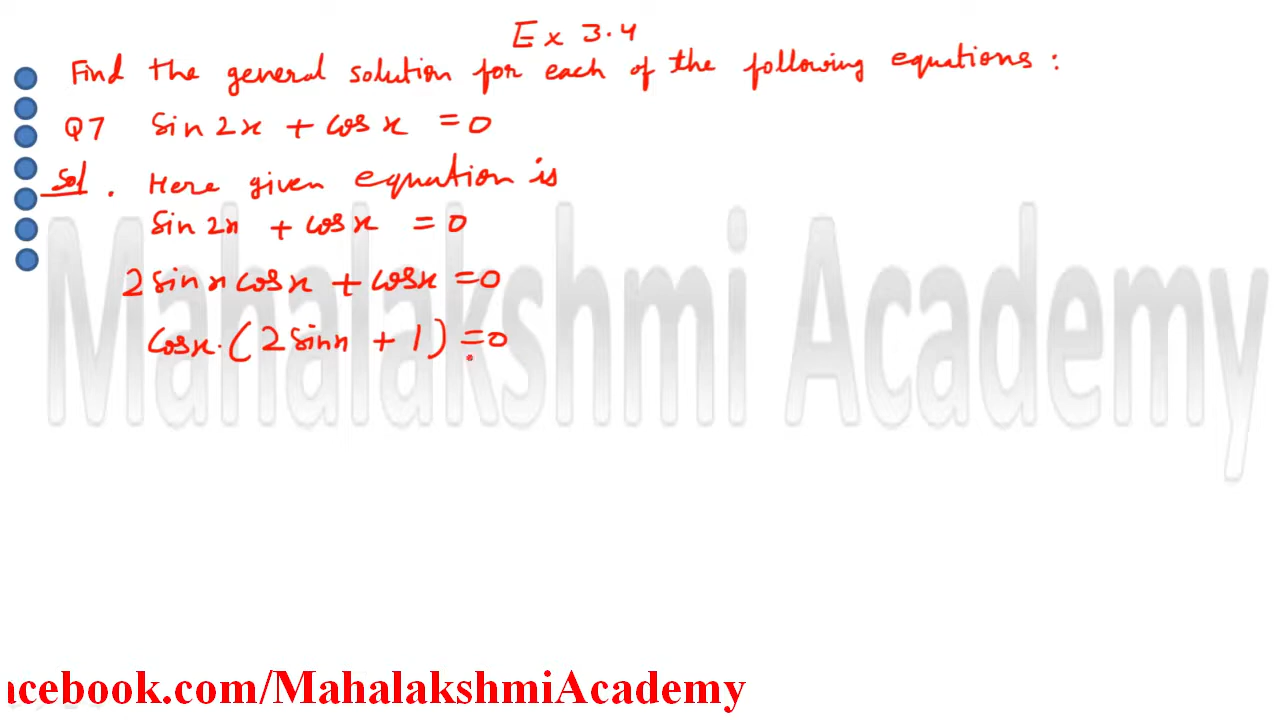 Ex 3.4
Find the general solution for each of the following equations :
Q7 Sin 2x + Cos x = 0
Sol. Here given equation is
Sin 2x + Cos x = 0
2 Sin x Cos x + Cos x = 0
Cos x. (2 Sin x + 1) = 0
Mahalakshmi Academy
acebook.com/MahalakshmiAcademy